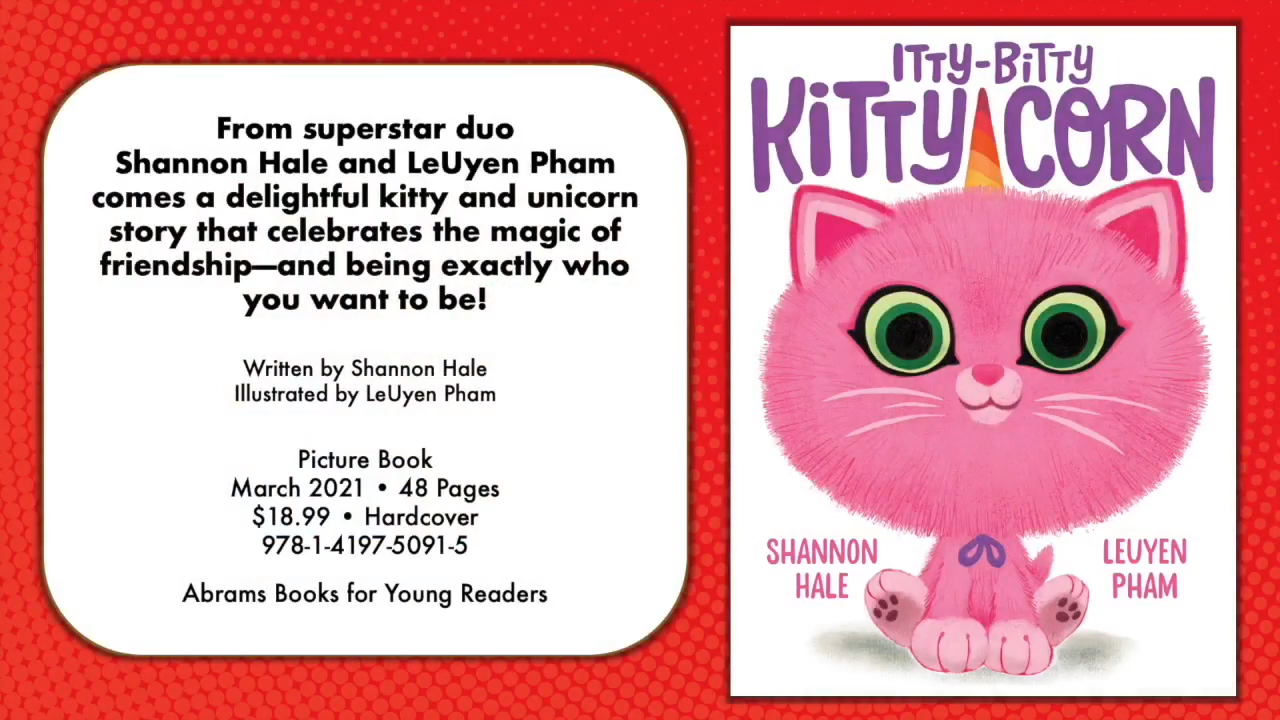 From superstar duo
Shannon Hale and LeUyen Pham
comes a delightful kitty and unicorn
story that celebrates the magic of
friendship—and being exactly who
you want to be!
Written by Shannon Hale
Illustrated by LeUyen Pham
Picture Book
March 2021 • 48 Pages
$18.99 • Hardcover
978-1-4197-5091-5
Abrams Books for Young Readers
ITTY-BiTTY
KiTTY CORN
SHANNON
HALE
LEUYEN
PHAM